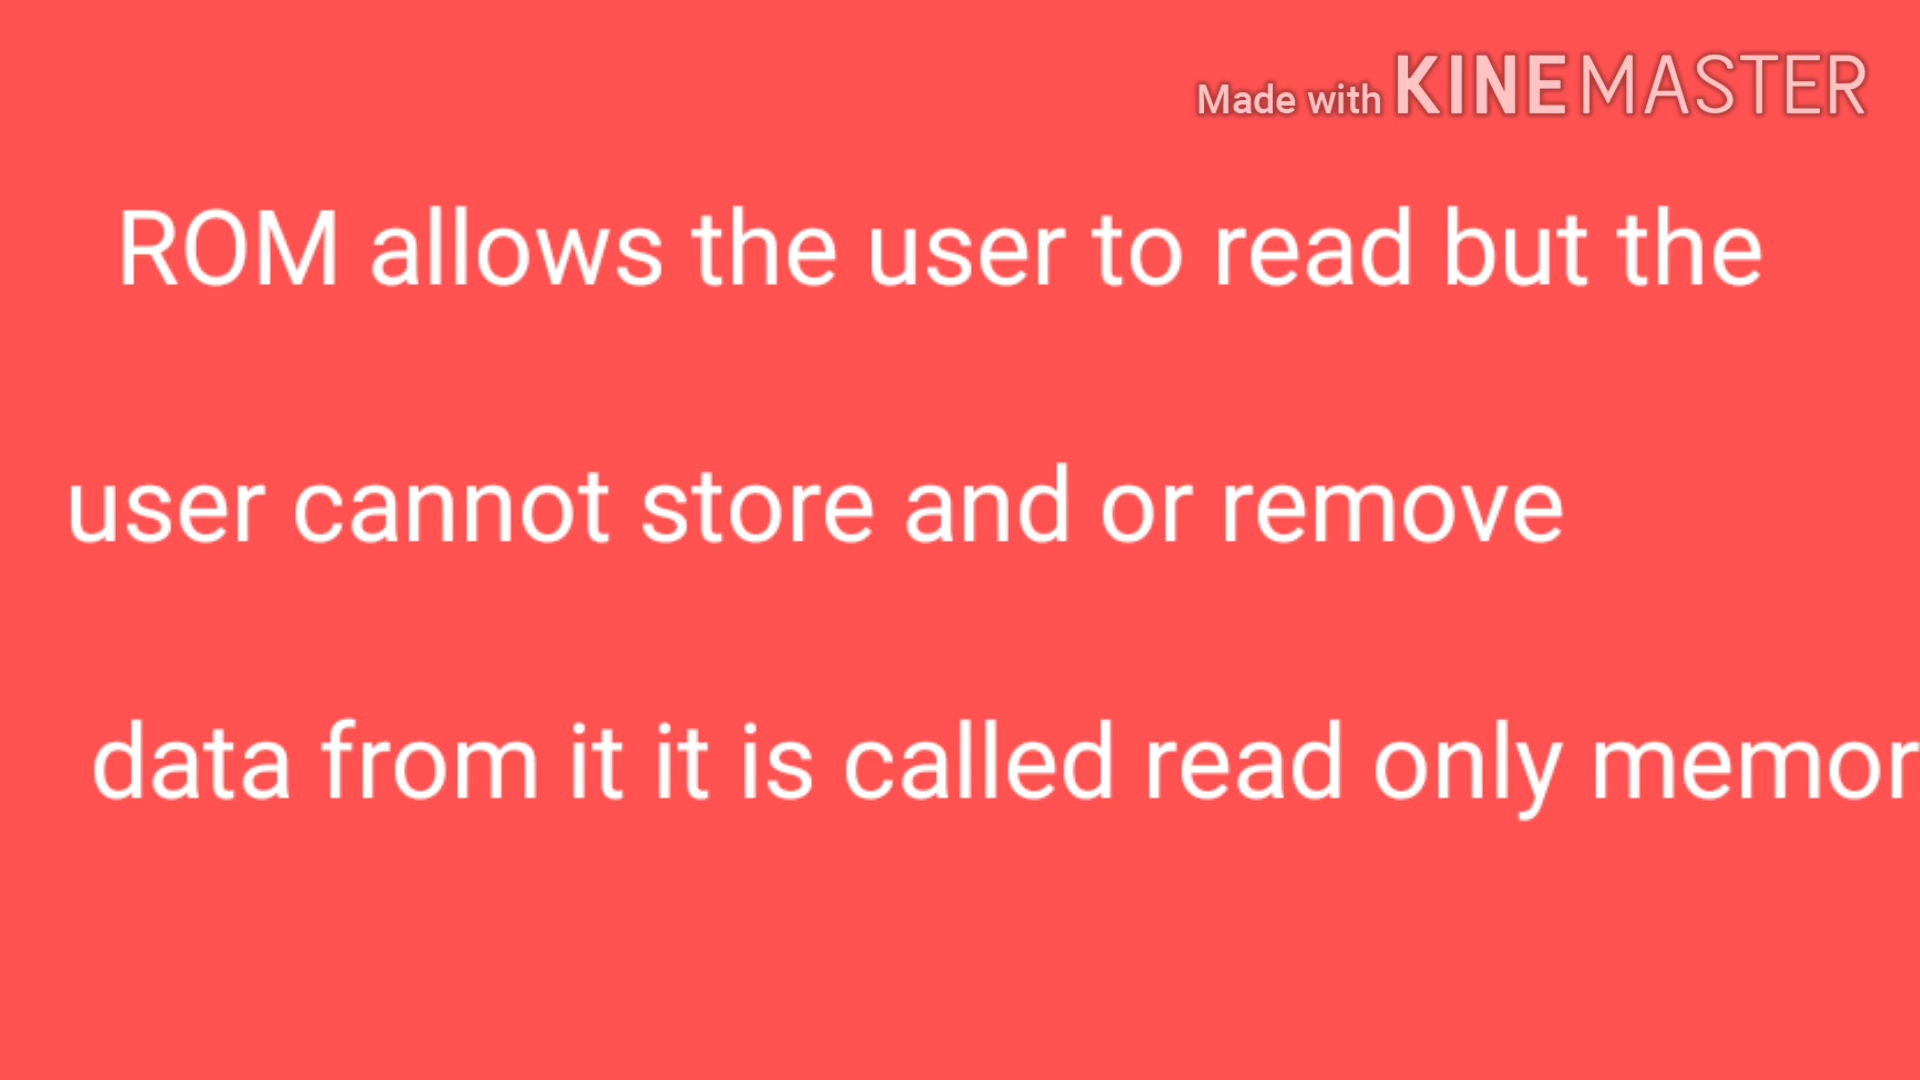 Made with KINEMASTER
ROM allows the user to read but the
user cannot store and or remove
data from it it is called read only memor